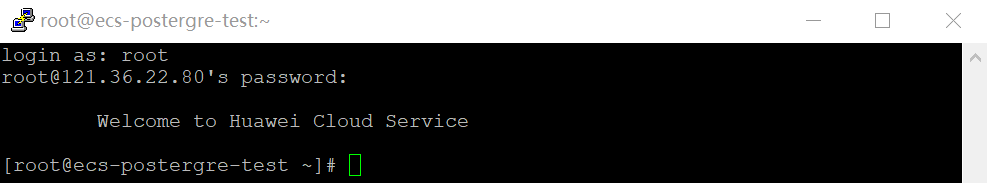 root@ecs-postergre-test:~
login as: root
root@121.36.22.80's password:
Welcome to Huawei Cloud Service
[root@ecs-postergre-test ~]#